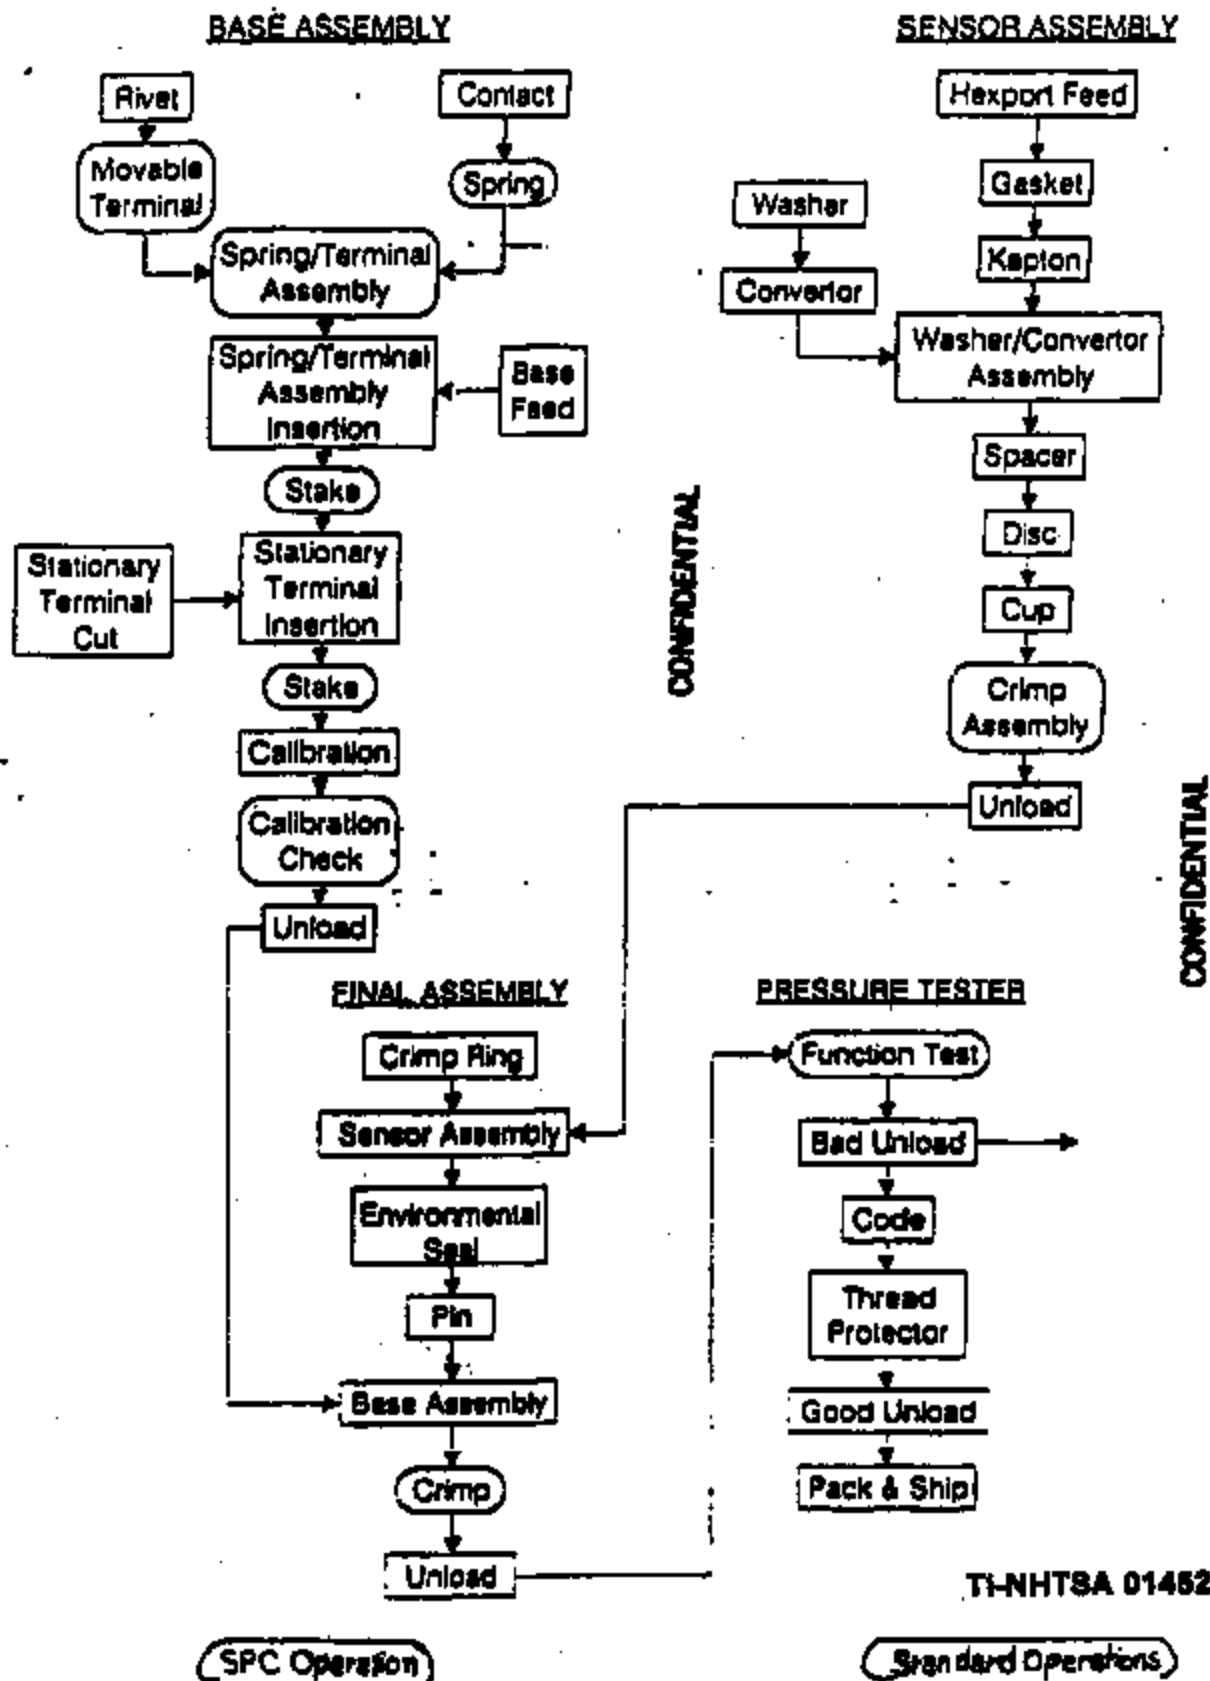 BASE ASSEMBLY
Rivet
Contact
Movable
Terminal
Spring
Spring/Terminal
Assembly
Spring/Terminal
Assembly
Insertion
Base
Feed
Stake
Stationary
Terminal
Cut
Stationary
Terminal
Insertion
Stake
Calibration
Calibration
Check
Unload
SENSOR ASSEMBLY
Hexport Feed
Gasket
Washer
Kapton
Convertor
Washer/Convertor
Assembly
Spacer
Disc
Cup
Crimp
Assembly
Unload
CONFIDENTIAL
CONFIDENTIAL
FINAL ASSEMBLY
Crimp Ring
Sensor Assembly
Environmental
Seal
Pin
Base Assembly
Crimp
Unload
PRESSURE TESTER
Function Test
Bad Unload
Code
Thread
Protector
Good Unload
Pack & Ship
TI-NHTSA 01452
SPC Operation
Standard Operations